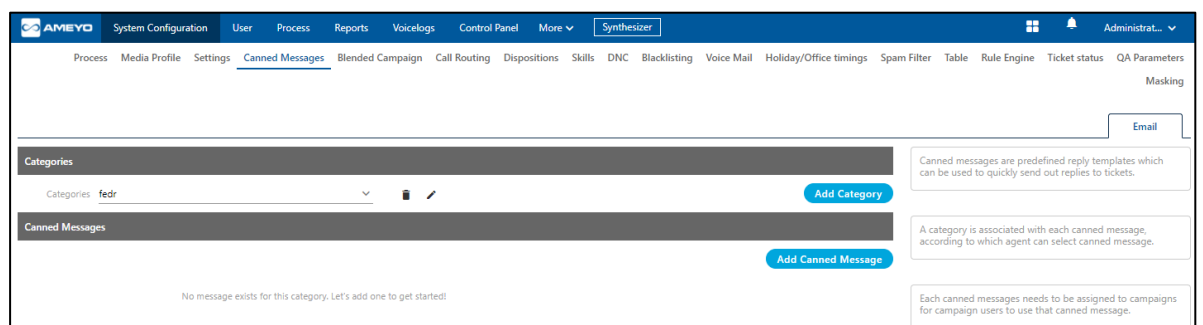 AMEYO System Configuration User Process Reports Voicelogs Control Panel More Synthesizer Administrat...
Process Media Profile Settings Canned Messages Blended Campaign Call Routing Dispositions Skills DNC Blacklisting Voice Mail Holiday/Office timings Spam Filter Table Rule Engine Ticket status QA Parameters
Masking
Email
Categories
Categories fedr Add Category
Canned Messages
Add Canned Message
No message exists for this category. Let's add one to get started!
Canned messages are predefined reply templates which
can be used to quickly send out replies to tickets.
A category is associated with each canned message,
according to which agent can select canned message.
Each canned messages needs to be assigned to campaigns
for campaign users to use that canned message.